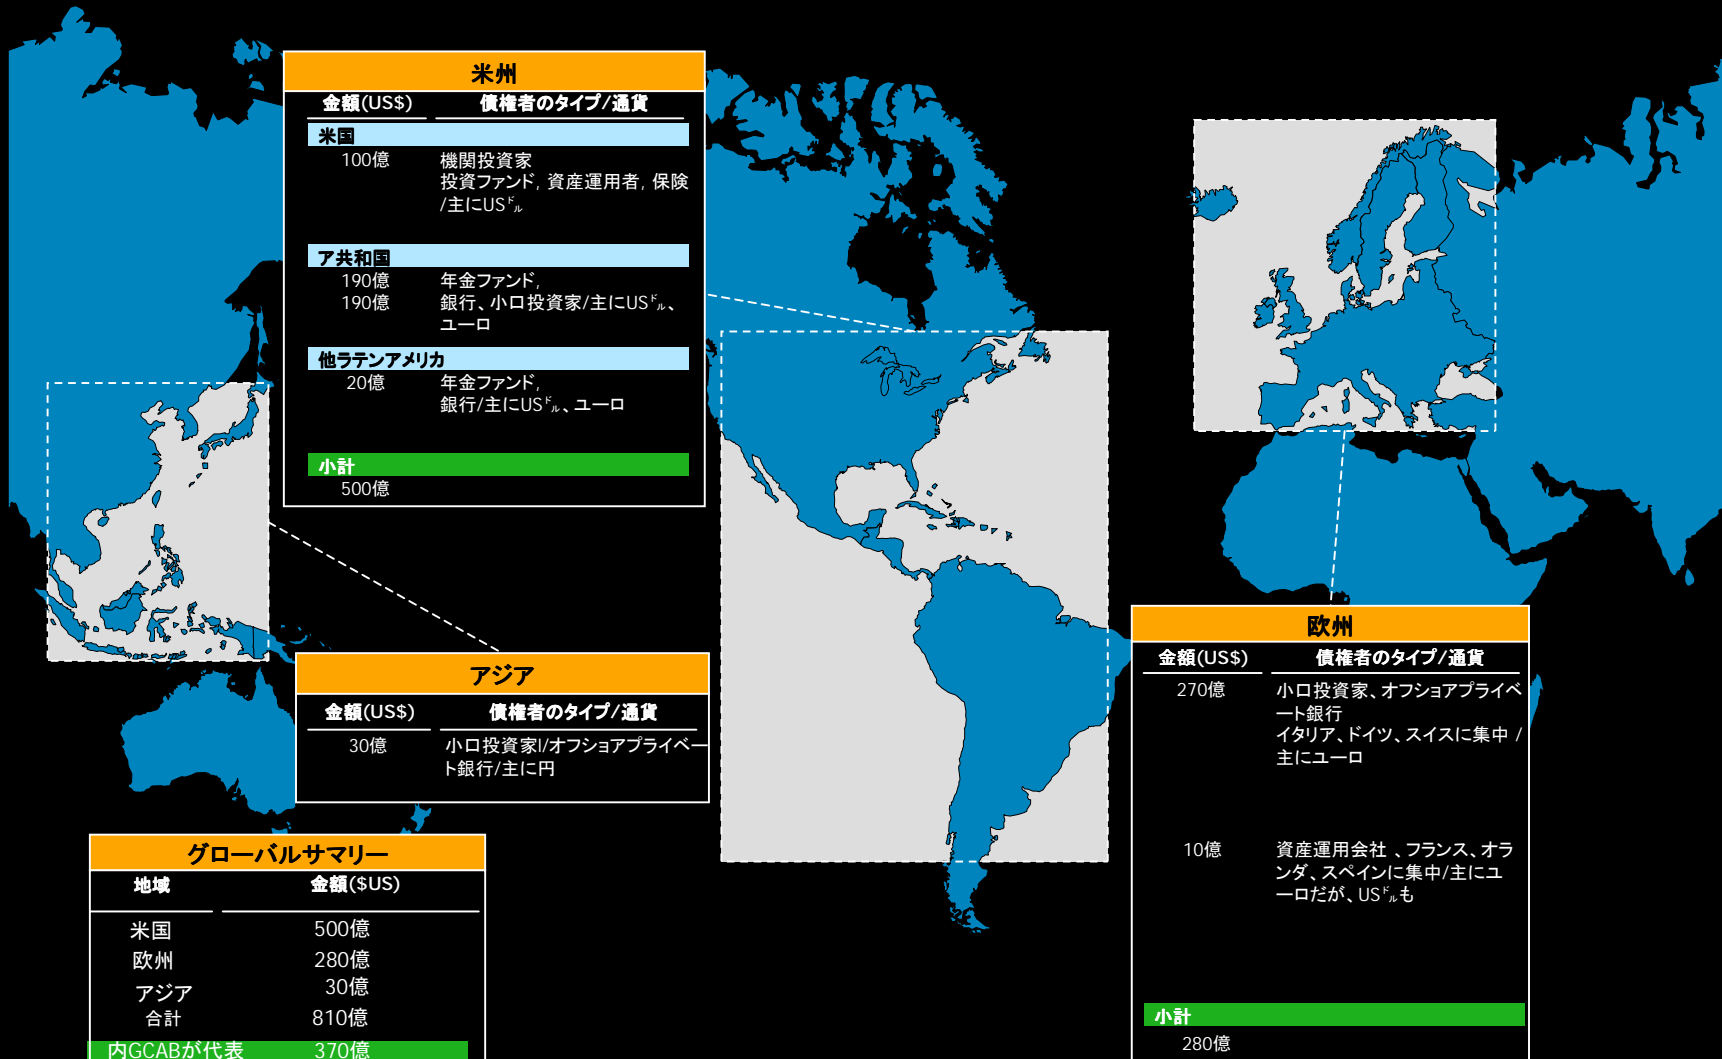 米州
金額(US$) 債権者のタイプ/通貨
米国
100億 機関投資家
投資ファンド, 資産運用者, 保険
/主にUSドル
ア共和国
190億 年金ファンド,
190億 銀行、小口投資家/主にUSドル、
ユーロ
他ラテンアメリカ
20億 年金ファンド,
銀行/主にUSドル、ユーロ
小計
500億
アジア
金額(US$) 債権者のタイプ/通貨
30億 小口投資家l/オフショアプライベー
ト銀行/主に円
欧州
金額(US$) 債権者のタイプ/通貨
270億 小口投資家、オフショアプライベ
ート銀行
イタリア、ドイツ、スイスに集中 /
主にユーロ
10億 資産運用会社 、フランス、オラ
ンダ、スペインに集中/主にユ
ーロだが、USドルも
小計
280億
グローバルサマリー
地域 金額($US)
米国 500億
欧州 280億
アジア 30億
合計 810億
内GCABが代表 370億